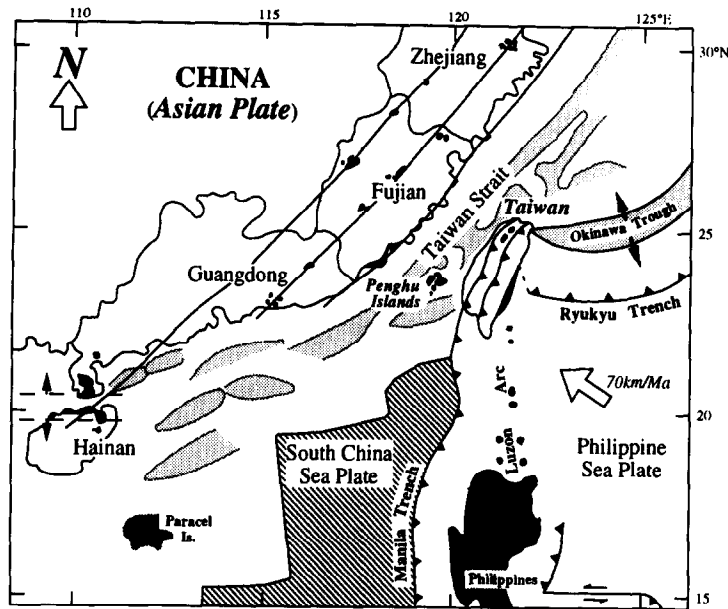 110
115
120
125°E
30°N
Zhejiang
N
CHINA
(Asian Plate)
Fujian
Taiwan Strait
Taiwan
Okinawa Trough
25
Guangdong
Penghu
Islands
Ryukyu Trench
70km/Ma
Arc
20
Hainan
South China
Sea Plate
Luzon
Philippine
Sea Plate
Manila Trench
Paracel
Is.
Philippines
15